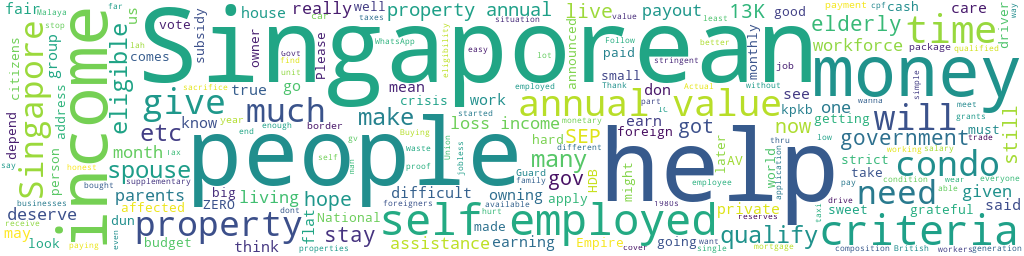 Singaporean
people
help
money
income
time
Singapore
self employed
criteria
property
annual value
condo
need
will
much
give
make
eligible
etc
many
SEP
gov
qualify
spouse
stay
now
government
still
elderly
workforce
property annual
live
payout
13K
good
care
driver
fair
Malaya
stop
far
us
vote
lah
comes
citizens
group
address
person
depend
say
businesses
receive
may
look
paying
bought
even
supplementary
deserve
affected
honest
parents
month
tax
dun
budget
true
know
year
end
go
house
owner
subsidy
really
Please
car
well
taxes
Govt
find
unit
enough
border
sacrifice
mean
crisis
WhatsApp
situation
value
eligibility
easy
Follow
paid
employed
started
work
lot
loss income
hard
different
monetary
Thank
small
announced
least
stringent
better
Actual
part
don
ic
earn
foreign
got
without
job
monthly
payment
cpf
cash
package
qualified
see
kpkb
one
getting
wanna
simple
meet
grants
must
trade
way
low
working
salary
strict
take
everyone
condition
wear
able
pay
given
said
sweet
grateful
drive
taxi
composition
British
workers
generation
reserves
private
application
world
AV
later
might
HDB
apply
owning
available
Guard
family
jobless
Union
proof
Waste
man
Buying
self
gv
big
living
hope
difficult
ZERO
foreigners
dont
National
flat
think
properties
assistance
made
hurt
earning
single
Empire
going
cover
want
mortgage
employee
1980s